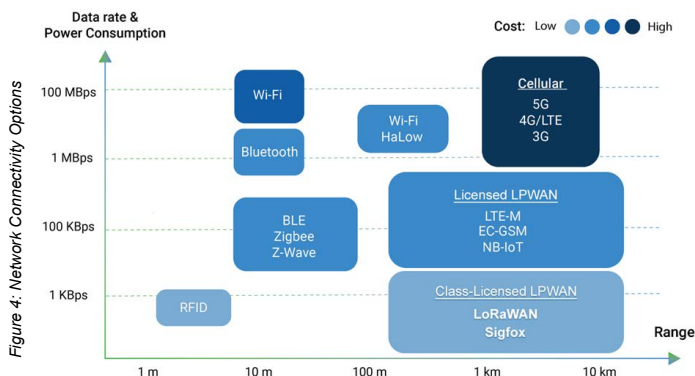 Data rate &
Power Consumption
Cost: Low High
Figure 4: Network Connectivity Options
100 MBps
1 MBps
100 KBps
1 KBps
Wi-Fi
Bluetooth
Wi-Fi
HaLow
Cellular
5G
4G/LTE
3G
BLE
Zigbee
Z-Wave
Licensed LPWAN
LTE-M
EC-GSM
NB-IoT
RFID
Class-Licensed LPWAN
LoRaWAN
Sigfox
Range
1 m 10 m 100 m 1 km 10 km